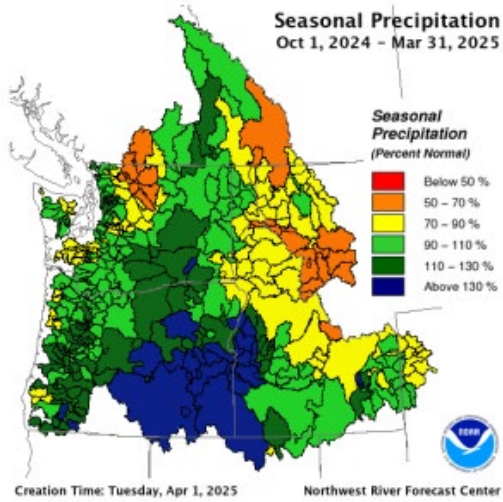 Seasonal Precipitation
Oct 1, 2024 – Mar 31, 2025
Seasonal
Precipitation
(Percent Normal)
Below 50 %
50 – 70 %
70 – 90 %
90 – 110 %
110 – 130 %
Above 130 %
NOAA
Creation Time: Tuesday, Apr 1, 2025
Northwest River Forecast Center